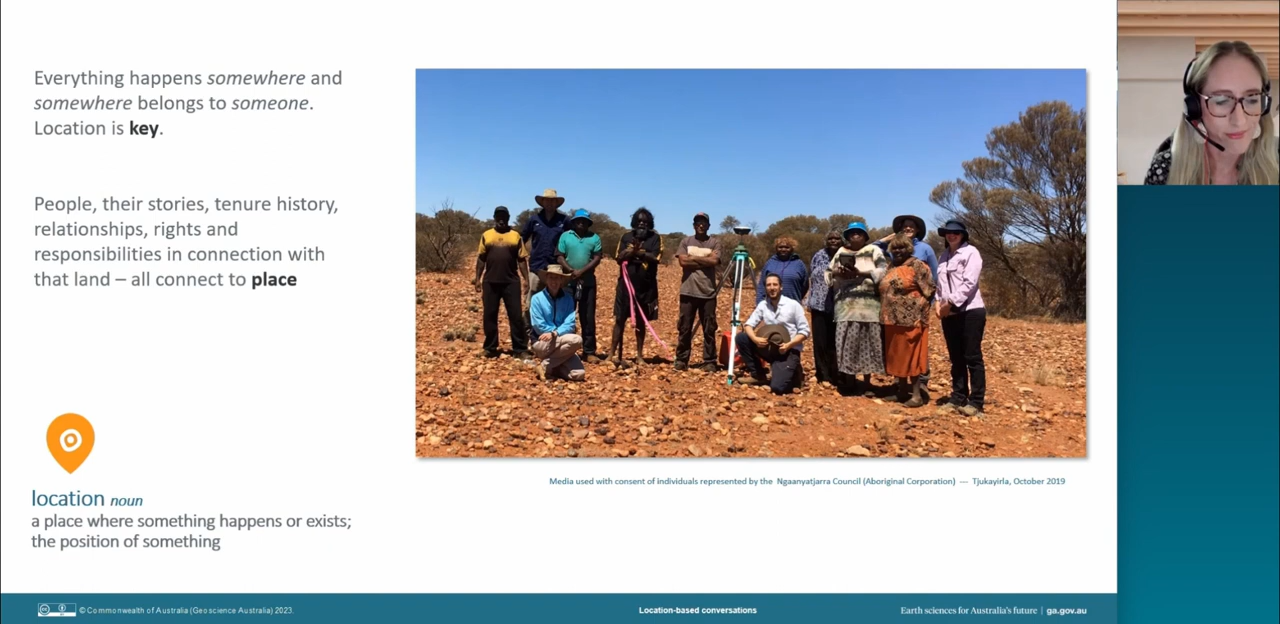 Everything happens somewhere and
somewhere belongs to someone.
Location is key.
People, their stories, tenure history,
relationships, rights and
responsibilities in connection with
that land – all connect to place
location noun
a place where something happens or exists;
the position of something
Media used with consent of individuals represented by the Ngaanyatjarra Council (Aboriginal Corporation) — Tjukayirla, October 2019
© Commonwealth of Australia (Geoscience Australia) 2023.
Location-based conversations
Earth sciences for Australia's future | ga.gov.au